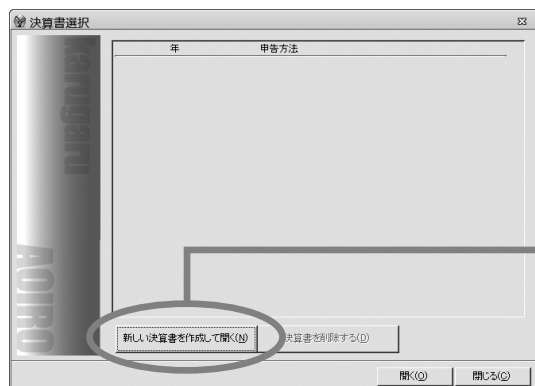 決算書選択
年 申告方法
karugaru
AOIRO
新しい決算書を作成して開く(N)
決算書を削除する(D)
開く(O) 閉じる(C)